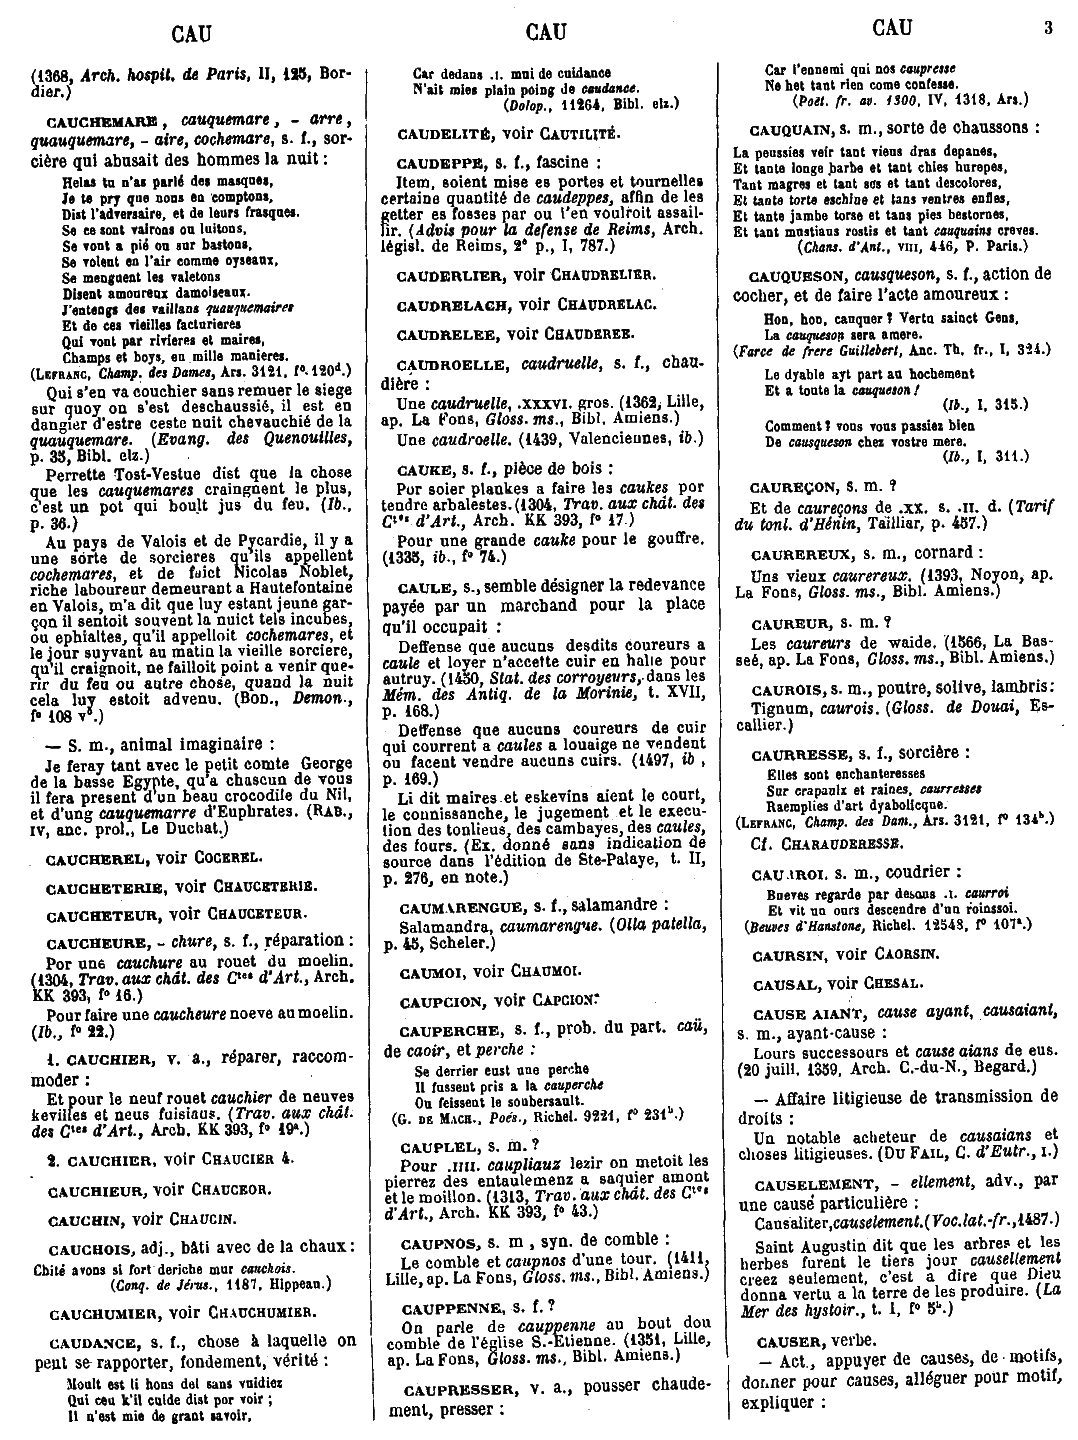 CAU
CAU
CAU
3
(1368, Arch. hospit. de Paris, II, 125, Bor-
dier.)
CAUCHEMARE, cauquemare, - arre,
quauquemare, - aire, cochemare, s. f., sor-
cière qui abusait des hommes la nuit :
Helas tu n'as parlé des masques,
Je te pry que nous en comptons,
Dist l'adversaire, et de leurs frasques.
Se ce sont vairons ou luitons,
Se vont a pié ou sur bastons,
Se volent en l'air comme oyseaux,
Se menguent les valetons
Disent amoureux damoiseaux.
J'entengs des vaillans quauquemaires
Et de ces vieilles facturieres
Qui vont par rivieres et maires,
Champs et boys, en mille manieres.
(LEFRANC, Champ. des Dames, Ars. 3121, fº 120d.)
Qui s'en va couchier sans remuer le siege
sur quoy on s'est deschaussié, il est en
dangier d'estre ceste nuit chevauchié de la
quauquemare. (Evang. des Quenouilles,
p. 35, Bibl. elz.)
Perrette Tost-Vestue dist que la chose
que les cauquemares craingnent le plus,
c'est un pot qui boult jus du feu. (Ib.,
p. 36.)
Au pays de Valois et de Pycardie, il y a
une sorte de sorcieres qu'ils appellent
cochemares, et de faict Nicolas Noblet,
riche laboureur demeurant a Hautefontaine
en Valois, m'a dit que luy estant jeune gar-
çon il sentoit souvent la nuict tels incubes,
ou ephialtes, qu'il appelloit cochemares, et
le jour suyvant au matin la vieille sorciere,
qu'il craignoit, ne failloit point a venir que-
rir du feu ou autre chose, quand la nuit
cela luy estoit advenu. (BOD., Demon.,
fº 108 vº.)
— S. m., animal imaginaire :
Je feray tant avec le petit comte George
de la basse Egypte, qu'a chascun de vous
il fera present d'un beau crocodile du Nil,
et d'ung cauquemarre d'Euphrates. (RAB.,
IV, anc. prol., Le Duchat.)
CAUCHEREL, voir COCEREL.
CAUCHETERIE, voir CHAUCETERIE.
CAUCHETEUR, voir CHAUCETEUR.
CAUCHEURE, - chure, s. f., réparation :
Por une cauchure au rouet du moelin.
(1304, Trav. aux chât. des Ctes d'Art., Arch.
KK 393, fº 16.)
Pour faire une caucheure noeve au moelin.
(Ib., fº 22.)
1. CAUCHIER, v. a., réparer, raccom-
moder :
Et pour le neuf rouet cauchier de neuves
kevilles et neus fuisiaus. (Trav. aux chât.
des Ctes d'Art., Arch. KK 393, fº 19a.)
2. CAUCHIER, voir CHAUCIER 4.
CAUCHIEUR, voir CHAUCEOR.
CAUCHIN, voir CHAUCIN.
CAUCHOIS, adj., bâti avec de la chaux :
Chité avons si fort deriche mur cauchois.
(Conq. de Jérus., 1187, Hippeau.)
CAUCHUMIER, voir CHAUCHUMIER.
CAUDANCE, s. f., chose à laquelle on
peut se rapporter, fondement, vérité :
Moult est li hons del sans vuidiez
Qui ceu k'il cuide dist por voir ;
Il n'est mie de grant savoir,
Car dedans .I. mui de cuidance
N'ait mies plain poing de caudance.
(Dolop., 11264, Bibl. elz.)
CAUDELITÉ, voir CAUTILITÉ.
CAUDEPPE, s. f., fascine :
Item, soient mise es portes et tournelles
certaine quantité de caudeppes, affin de les
getter es fosses par ou l'en voulroit assail-
lir. (Advis pour la defense de Reims, Arch.
législ. de Reims, 2e p., I, 787.)
CAUDERLIER, voir CHAUDRELIER.
CAUDRELACH, voir CHAUDRELAC.
CAUDRELEE, voir CHAUDEREE.
CAUDROELLE, caudruelle, s. f., chau-
dière :
Une caudruelle, .XXXVI. gros. (1362, Lille,
ap. La Fons, Gloss. ms., Bibl. Amiens.)
Une caudroelle. (1439, Valenciennes, ib.)
CAUKE, s. f., pièce de bois :
Por soier plankes a faire les caukes por
tendre arbalestes. (1304, Trav. aux chât. des
Ctes d'Art., Arch. KK 393, fº 17.)
Pour une grande cauke pour le gouffre.
(1335, ib., fº 74.)
CAULE, s., semble désigner la redevance
payée par un marchand pour la place
qu'il occupait :
Deffense que aucuns desdits coureurs a
caule et loyer n'accette cuir en halle pour
autruy. (1450, Stat. des corroyeurs, dans les
Mém. des Antiq. de la Morinie, t. XVII,
p. 168.)
Deffense que aucuns coureurs de cuir
qui courrent a caules a louaige ne vendent
ou facent vendre aucuns cuirs. (1497, ib ,
p. 169.)
Li dit maires et eskevins aient le court,
le connissanche, le jugement et le execu-
tion des tonlieus, des cambayes, des caules,
des fours. (Ex. donné sans indication de
source dans l'édition de Ste-Palaye, t. II,
p. 276, en note.)
CAUMARENGUE, s. f., salamandre :
Salamandra, caumarengue. (Olla patella,
p. 45, Scheler.)
CAUMOI, voir CHAUMOI.
CAUPCION, voir CAPCION.
CAUPERCHE, s. f., prob. du part. caü,
de caoir, et perche :
Se derrier eust une perche
Il fussent pris a la cauperche
Ou feissent le soubersault.
(G. DE MACH., Poés., Richel. 9221, fº 231b.)
CAUPLEL, s. m. ?
Pour .IIII. caupliauz lezir on metoit les
pierrez des entaulemenz a saquier amont
et le moillon. (1313, Trav. aux chât. des Ctes
d'Art., Arch. KK 393, fº 43.)
CAUPNOS, s. m , syn. de comble :
Le comble et caupnos d'une tour. (1411,
Lille, ap. La Fons, Gloss. ms., Bibl. Amiens.)
CAUPPENNE, s. f. ?
On parle de cauppenne au bout dou
comble de l'église S.-Etienne. (1351, Lille,
ap. La Fons, Gloss. ms., Bibl. Amiens.)
CAUPRESSER, v. a., pousser chaude-
ment, presser :
Car l'ennemi qui nos caupresse
Ne het tant rien come confesse.
(Poët. fr. av. 1300, IV, 1318, Ars.)
CAUQUAIN, s. m., sorte de chaussons :
La peussies veir tant viens dras depanes,
Et tante longe barbe et tant chies hurepes,
Tant magres et tant sés et tant descolores,
Et tante torte eschine et tans ventres enfles,
Et tante jambe torse et tans pies bestornes,
Et tant mustiaus rostis et tant cauquains creves.
(Chans. d'Ant., VIII, 446, P. Paris.)
CAUQUESON, causqueson, s. f., action de
cocher, et de faire l'acte amoureux :
Hon, hon, cauquer ? Vertu sainct Gens,
La cauqueson sera amere.
(Farce de frere Guillebert, Anc. Th. fr., I, 324.)
Le dyable ayt part au hochement
Et a toute la cauqueson !
(Ib., I, 315.)
Comment ? vous vous passies bien
De causqueson chez vostre mere.
(Ib., I, 311.)
CAUREÇON, s. m. ?
Et de caureçons de .XX. s. .II. d. (Tarif
du tonl. d'Hénin, Tailliar, p. 457.)
CAUREREUX, s. m., cornard :
Uns vieux caurereux. (1393, Noyon, ap.
La Fons, Gloss. ms., Bibl. Amiens.)
CAUREUR, s. m. ?
Les caureurs de waide. (1566, La Bas-
seé, ap. La Fons, Gloss. ms., Bibl. Amiens.)
CAUROIS, s. m., poutre, solive, lambris :
Tignum, caurois. (Gloss. de Douai, Es-
callier.)
CAURRESSE, s. f., sorcière :
Elles sont enchanteresses
Sur crapaulx et raines, caurresses
Raemplies d'art dyabolicque.
(LEFRANC, Champ. des Dam., Ars. 3121, fº 134b.)
Cf. CHARAUDERESSE.
CAURROI, s. m., coudrier :
Bueves regarde par desous .I. caurroi
Et vit un ours descendre d'un roinssoi.
(Beuves d'Hanstone, Richel. 12548, fº 107a.)
CAURSIN, voir CAORSIN.
CAUSAL, voir CHESAL.
CAUSE AIANT, cause ayant, causaiant,
s. m., ayant-cause :
Lours successours et cause aians de eus.
(20 juill. 1339, Arch. C.-du-N., Begard.)
— Affaire litigieuse de transmission de
droits :
Un notable acheteur de causaians et
choses litigieuses. (DU FAIL, C. d'Eutr., I.)
CAUSELEMENT, - ellement, adv., par
une cause particulière :
Causaliter, causelement. (Voc. lat.-fr., 1487.)
Saint Augustin dit que les arbres et les
herbes furent le tiers jour causellement
creez seulement, c'est a dire que Dieu
donna vertu a la terre de les produire. (La
Mer des hystoir., t. I, fº 5b.)
CAUSER, verbe.
— Act., appuyer de causes, de motifs,
donner pour causes, alléguer pour motif,
expliquer :